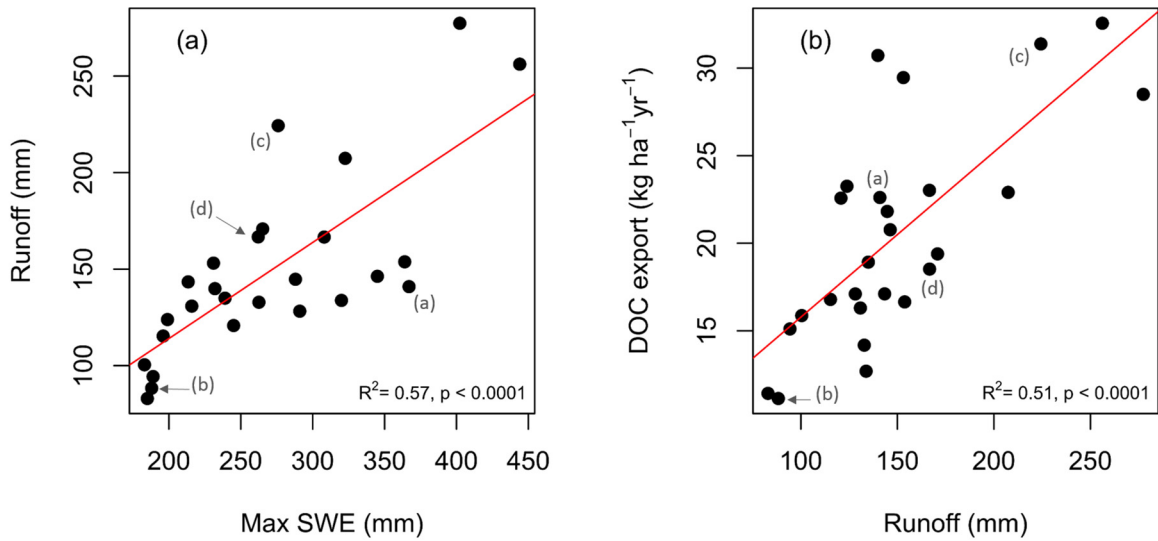 (a)
250
200
150
100
Runoff (mm)
(c)
(d)
(a)
(b)
R²= 0.57, p < 0.0001
200 250 300 350 400 450
Max SWE (mm)
(b)
30
25
20
15
DOC export (kg ha⁻¹yr⁻¹)
(c)
(a)
(d)
(b)
R²= 0.51, p < 0.0001
100 150 200 250
Runoff (mm)